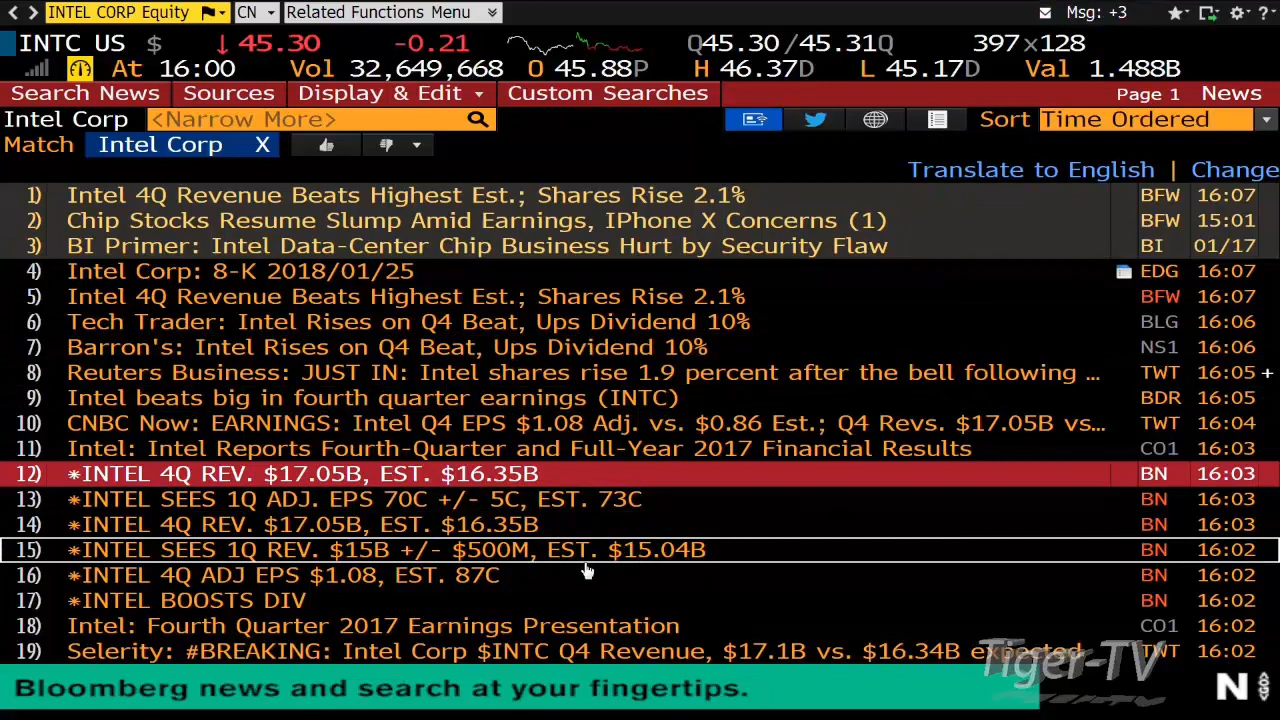 INTEL CORP Equity CN Related Functions Menu Msg: +3
INTC US $ ↓45.30 -0.21 Q45.30/45.31Q 397×128
At 16:00 Vol 32,649,668 O 45.88P H 46.37D L 45.17D Val 1.488B
Search News Sources Display & Edit Custom Searches Page 1 News
Intel Corp <Narrow More> Sort Time Ordered
Match Intel Corp X
Translate to English | Change
1) Intel 4Q Revenue Beats Highest Est.; Shares Rise 2.1% BFW 16:07
2) Chip Stocks Resume Slump Amid Earnings, IPhone X Concerns (1) BFW 15:01
3) BI Primer: Intel Data-Center Chip Business Hurt by Security Flaw BI 01/17
4) Intel Corp: 8-K 2018/01/25 EDG 16:07
5) Intel 4Q Revenue Beats Highest Est.; Shares Rise 2.1% BFW 16:07
6) Tech Trader: Intel Rises on Q4 Beat, Ups Dividend 10% BLG 16:06
7) Barron's: Intel Rises on Q4 Beat, Ups Dividend 10% NS1 16:06
8) Reuters Business: JUST IN: Intel shares rise 1.9 percent after the bell following ... TWT 16:05 +
9) Intel beats big in fourth quarter earnings (INTC) BDR 16:05
10) CNBC Now: EARNINGS: Intel Q4 EPS $1.08 Adj. vs. $0.86 Est.; Q4 Revs. $17.05B vs... TWT 16:04
11) Intel: Intel Reports Fourth-Quarter and Full-Year 2017 Financial Results CO1 16:03
12) *INTEL 4Q REV. $17.05B, EST. $16.35B BN 16:03
13) *INTEL SEES 1Q ADJ. EPS 70C +/- 5C, EST. 73C BN 16:03
14) *INTEL 4Q REV. $17.05B, EST. $16.35B BN 16:03
15) *INTEL SEES 1Q REV. $15B +/- $500M, EST. $15.04B BN 16:02
16) *INTEL 4Q ADJ EPS $1.08, EST. 87C BN 16:02
17) *INTEL BOOSTS DIV BN 16:02
18) Intel: Fourth Quarter 2017 Earnings Presentation CO1 16:02
19) Selerity: #BREAKING: Intel Corp $INTC Q4 Revenue, $17.1B vs. $16.34B expected TWT 16:02
Tiger-TV
Bloomberg news and search at your fingertips. N